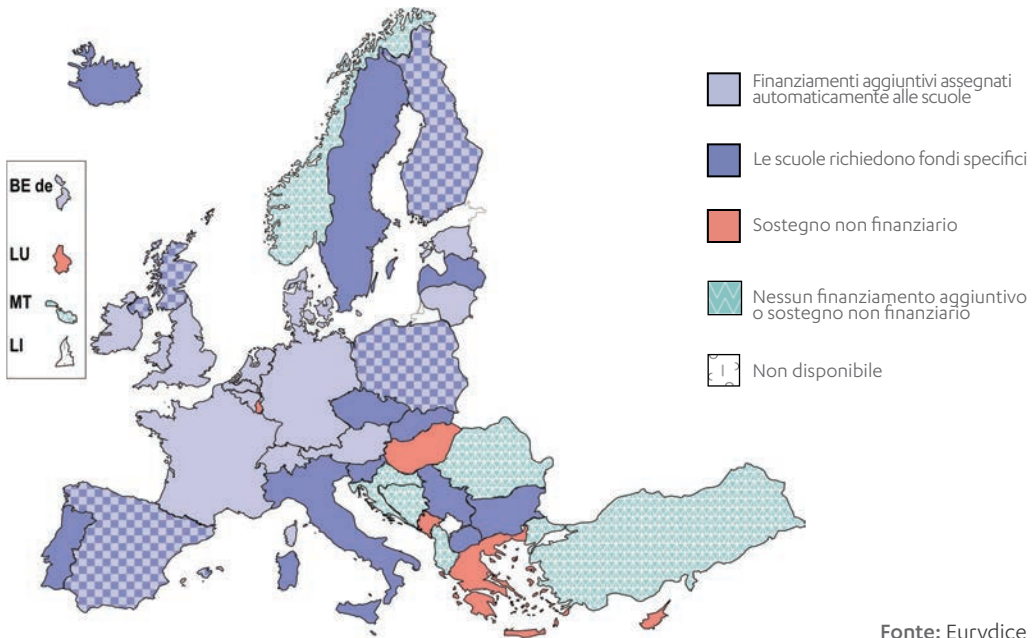 Finanziamenti aggiuntivi assegnati
automaticamente alle scuole
Le scuole richiedono fondi specifici
Sostegno non finanziario
Nessun finanziamento aggiuntivo
o sostegno non finanziario
Non disponibile
BE de
LU
MT
LI
Fonte: Eurydice